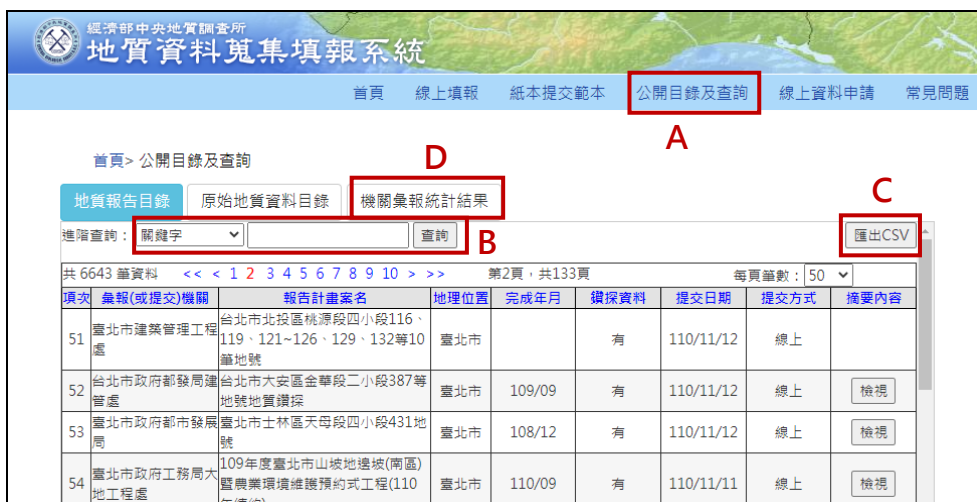 經濟部中央地質調查所
地質資料蒐集填報系統
首頁 線上填報 紙本提交範本 公開目錄及查詢 線上資料申請 常見問題
A
首頁> 公開目錄及查詢
D
地質報告目錄 原始地質資料目錄 機關彙報統計結果
C
進階查詢： 關鍵字 查詢 匯出CSV
B
共 6643 筆資料 << < 1 2 3 4 5 6 7 8 9 10 > >> 第2頁，共133頁 每頁筆數： 50
項次 彙報(或提交)機關 報告計畫案名 地理位置 完成年月 鑽探資料 提交日期 提交方式 摘要內容
51 臺北市建築管理工程處 台北市北投區桃源段四小段116、
119、121~126、129、132等10
筆地號 臺北市 有 110/11/12 線上
52 台北市政府都發局建管處 台北市大安區金華段二小段387等
地號地質鑽探 臺北市 109/09 有 110/11/12 線上 檢視
53 臺北市政府都市發展局 臺北市士林區天母段四小段431地
號 臺北市 108/12 有 110/11/12 線上 檢視
54 臺北市政府工務局大地工程處 109年度臺北市山坡地邊坡(南區)
暨農業環境維護預約式工程(110
臺北市 110/09 有 110/11/11 線上 檢視